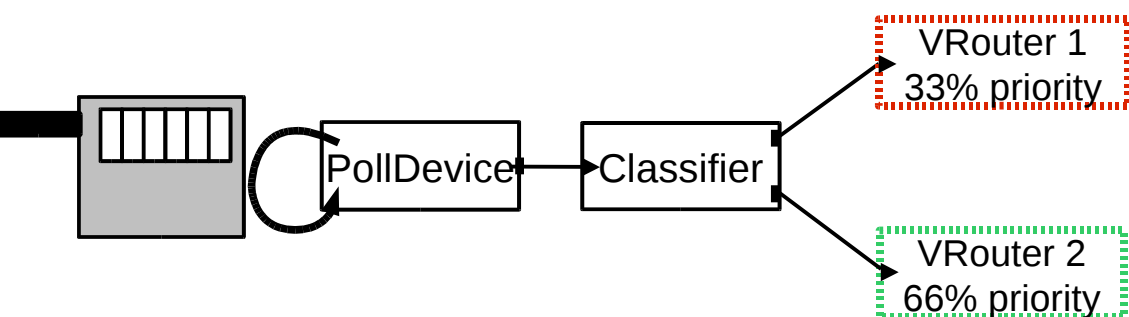 PollDevice
Classifier
VRouter 1
33% priority
VRouter 2
66% priority